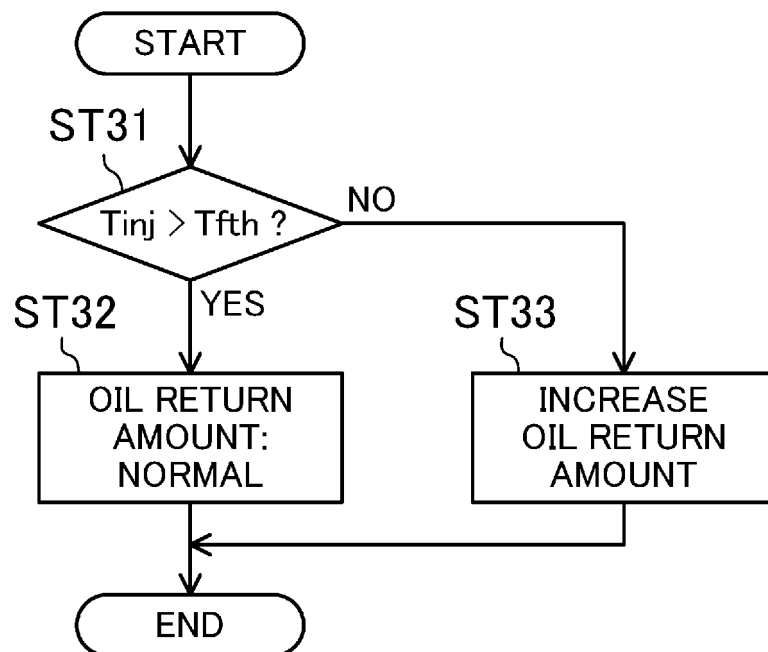 START
ST31
Tinj > Tfth ?
NO
YES
ST32
ST33
OIL RETURN
AMOUNT:
NORMAL
INCREASE
OIL RETURN
AMOUNT
END